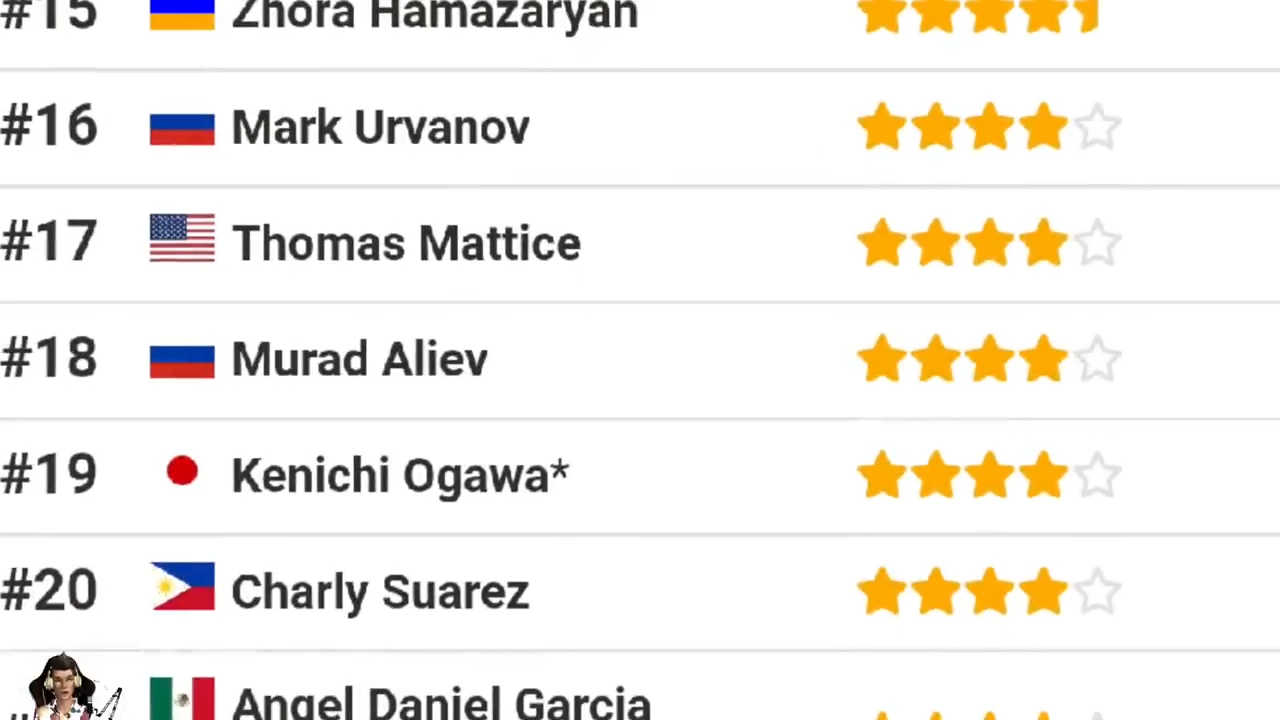 #15 Zhora Hamazaryan
#16 Mark Urvanov
#17 Thomas Mattice
#18 Murad Aliev
#19 Kenichi Ogawa*
#20 Charly Suarez
Angel Daniel Garcia